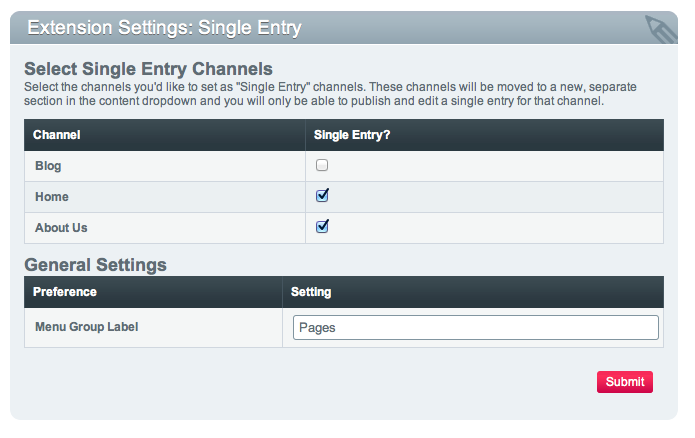 Extension Settings: Single Entry
Select Single Entry Channels
Select the channels you'd like to set as "Single Entry" channels. These channels will be moved to a new, separate
section in the content dropdown and you will only be able to publish and edit a single entry for that channel.
Channel Single Entry?
Blog
Home
About Us
General Settings
Preference Setting
Menu Group Label Pages
Submit